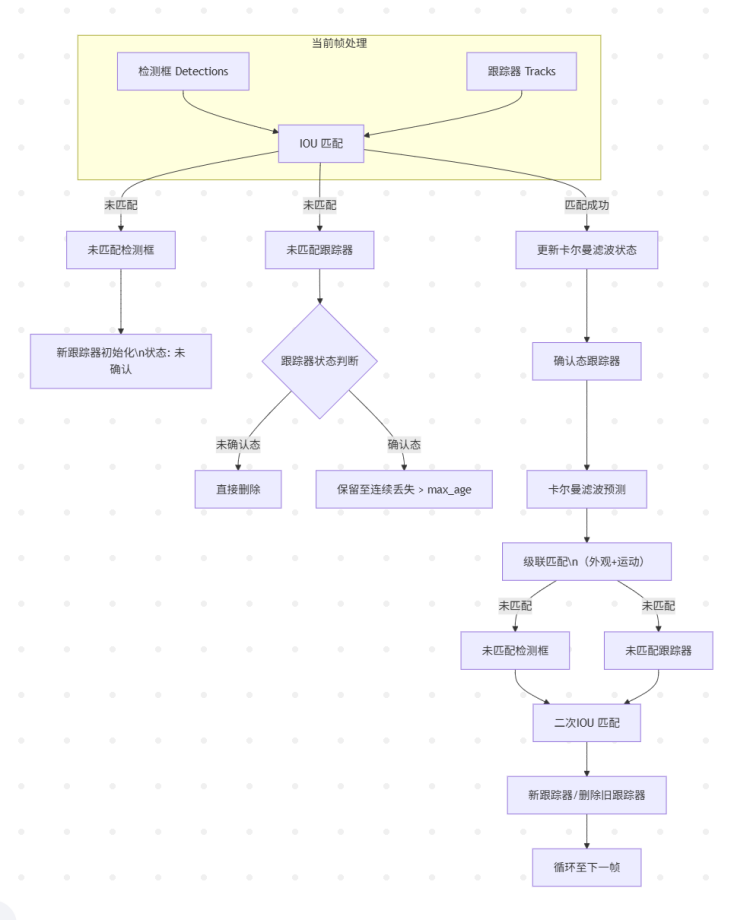 当前帧处理
检测框 Detections
跟踪器 Tracks
IOU 匹配
未匹配
未匹配
匹配成功
未匹配检测框
未匹配跟踪器
更新卡尔曼滤波状态
新跟踪器初始化\n状态：未
确认
跟踪器状态判断
确认态跟踪器
未确认态
确认态
直接删除
保留至连续丢失 > max_age
卡尔曼滤波预测
级联匹配\n（外观+运动）
未匹配
未匹配
未匹配检测框
未匹配跟踪器
二次IOU 匹配
新跟踪器/删除旧跟踪器
循环至下一帧